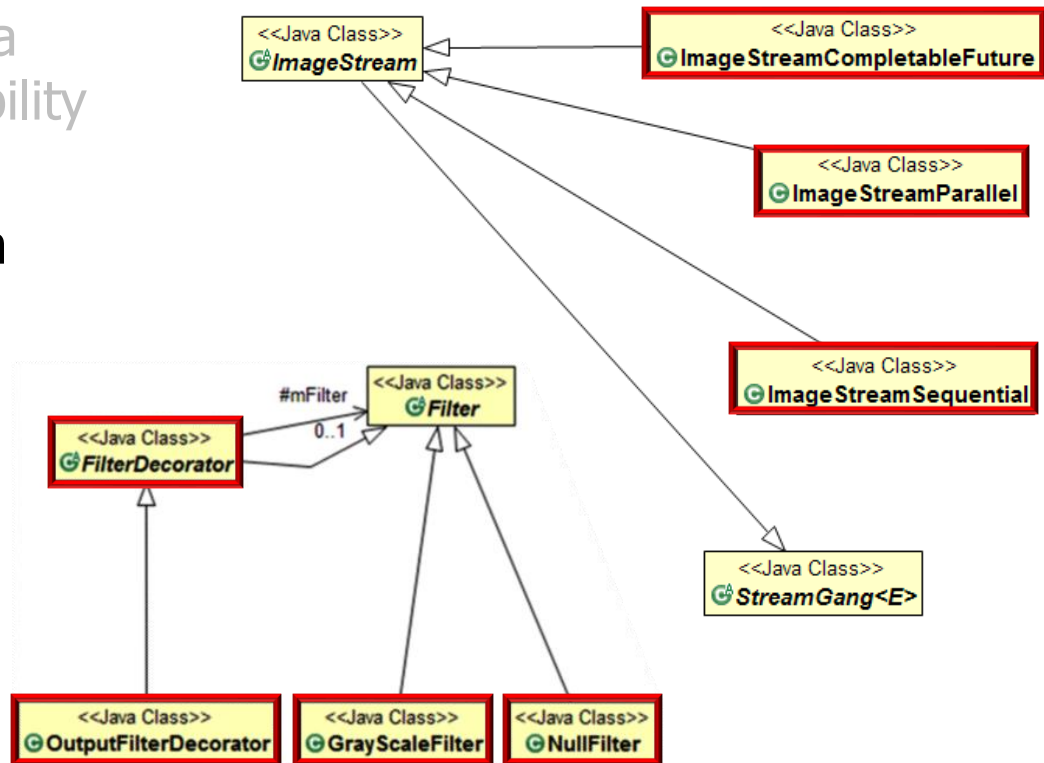 a
bility
n
<<Java Class>>
ImageStream
<<Java Class>>
ImageStreamCompletableFuture
<<Java Class>>
ImageStreamParallel
<<Java Class>>
ImageStreamSequential
<<Java Class>>
Filter
#mFilter
0..1
<<Java Class>>
FilterDecorator
<<Java Class>>
StreamGang<E>
<<Java Class>>
OutputFilterDecorator
<<Java Class>>
GrayScaleFilter
<<Java Class>>
NullFilter